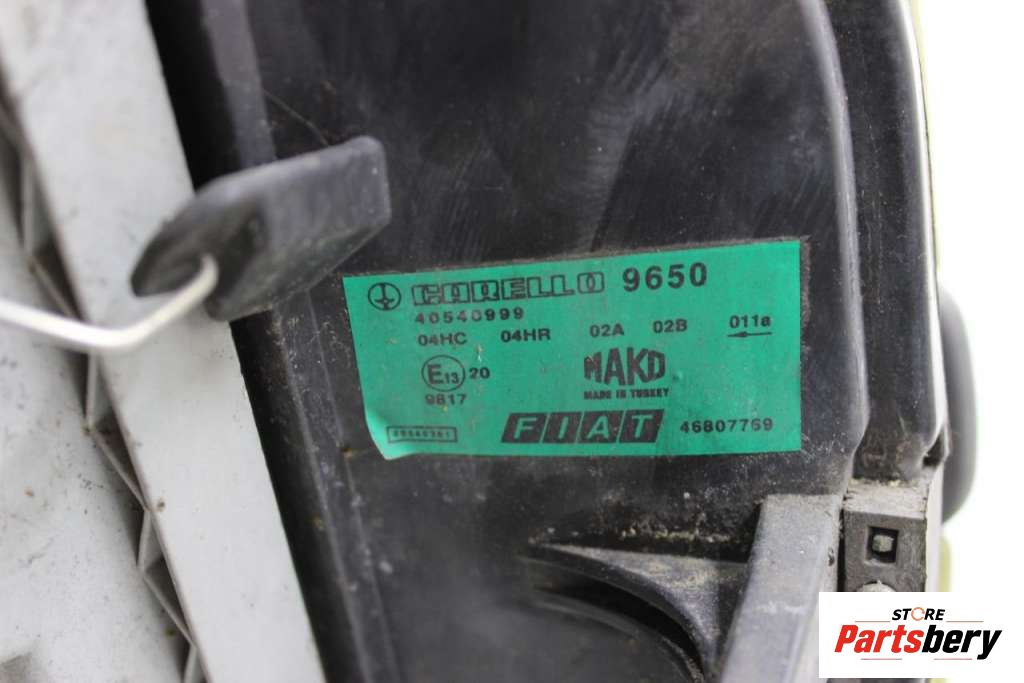 CARELLO 9650
40540999
04HC 04HR 02A 02B 011a
E13 20
MAKO
MADE IN TURKEY
9817
FIAT 46807769
STORE
Partsbery